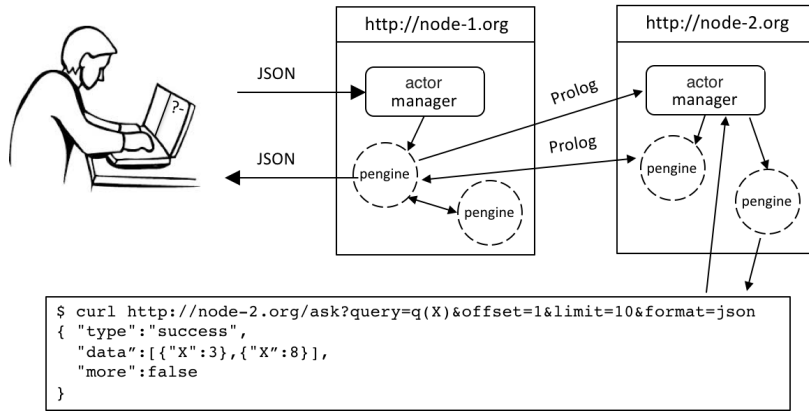 http://node-1.org
http://node-2.org
JSON
?-
actor
manager
Prolog
actor
manager
JSON
pengine
Prolog
pengine
pengine
pengine
$ curl http://node-2.org/ask?query=q(X)&offset=1&limit=10&format=json
{ "type":"success",
"data”:[{"X":3},{"X”:8}],
"more":false
}